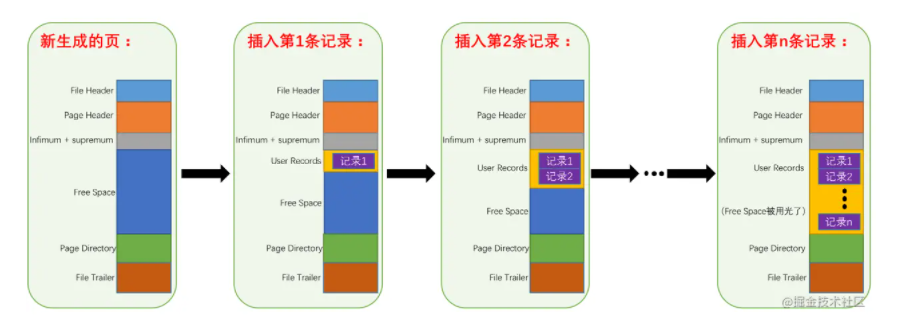 新生成的页：
File Header
Page Header
Infimum + supremum
Free Space
Page Directory
File Trailer
插入第1条记录：
File Header
Page Header
Infimum + supremum
User Records
记录1
Free Space
Page Directory
File Trailer
插入第2条记录：
File Header
Page Header
Infimum + supremum
User Records
记录1
记录2
Free Space
Page Directory
File Trailer
插入第n条记录：
File Header
Page Header
Infimum + supremum
User Records
记录1
记录2
（Free Space被用光了）
记录n
Page Directory
File Trailer
@掘金技术社区